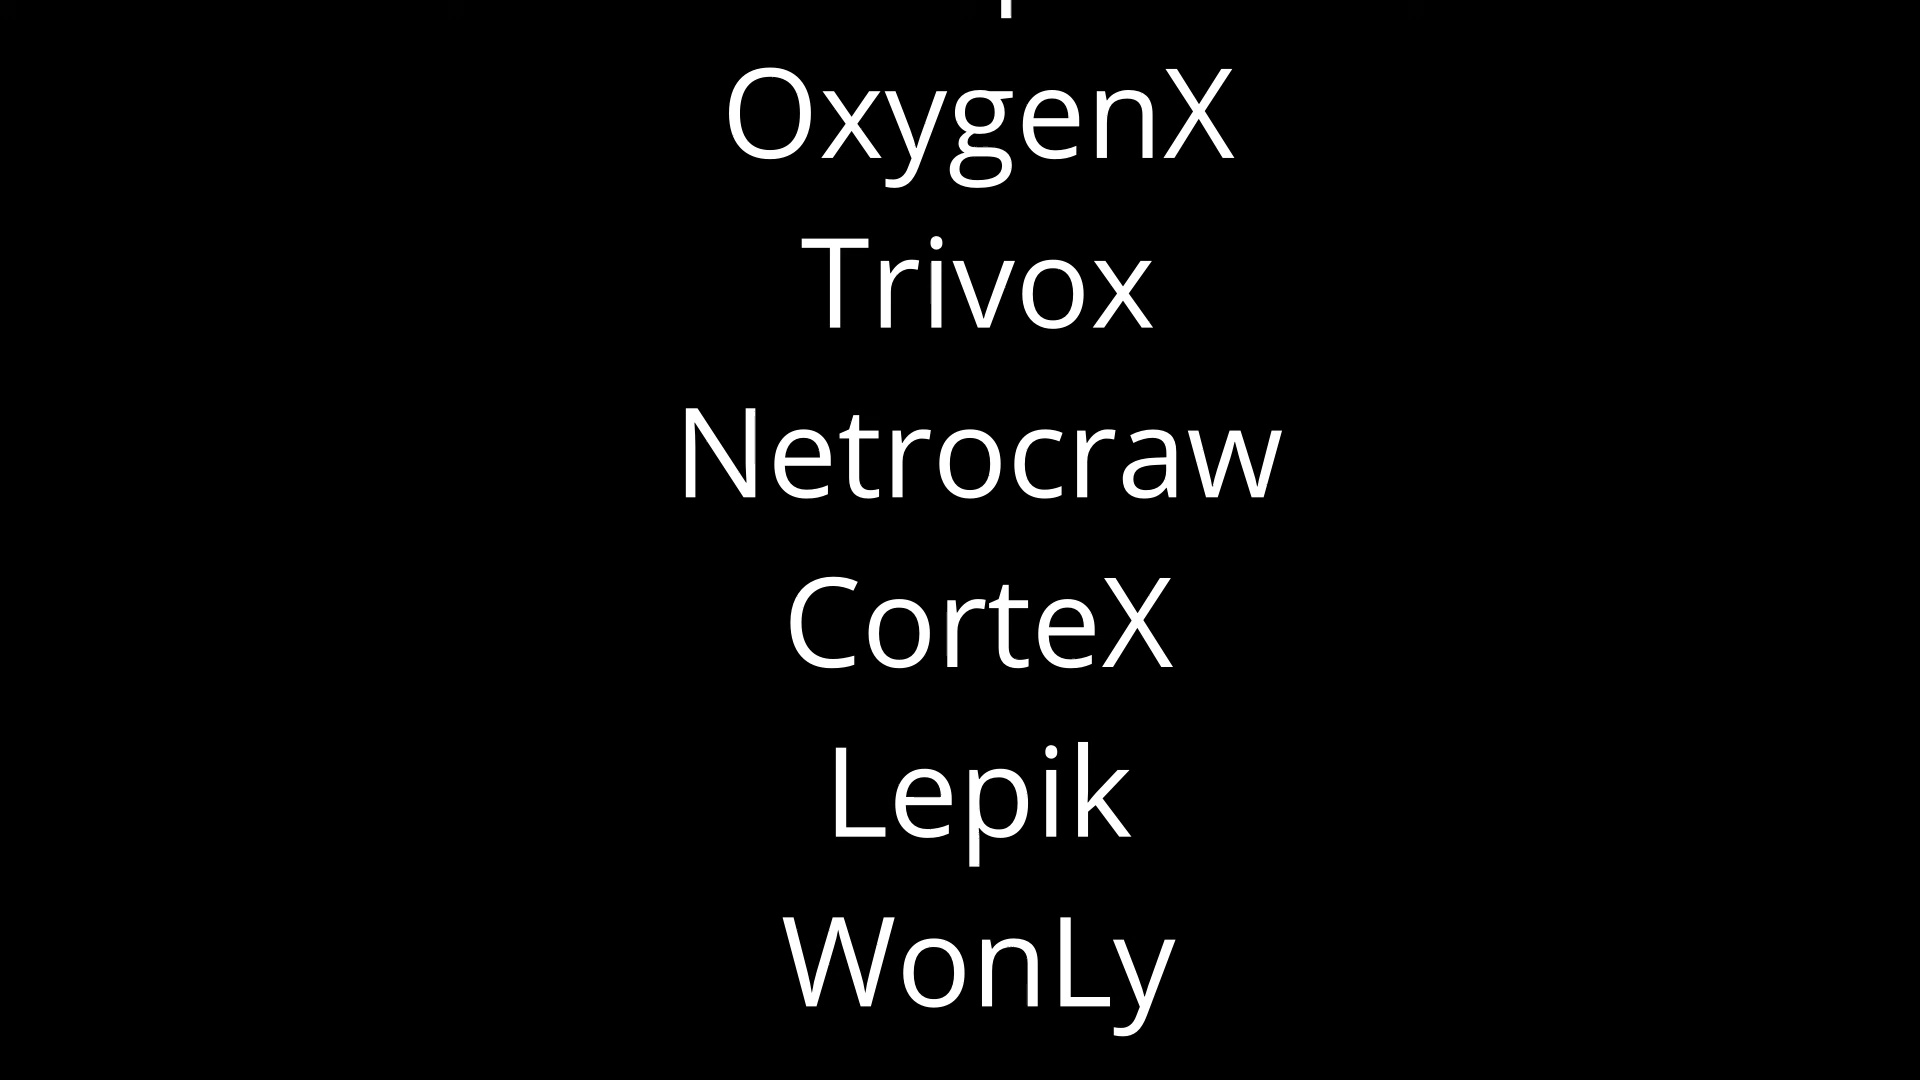 OxygenX
Trivox
Netrocraw
CorteX
Lepik
WonLy